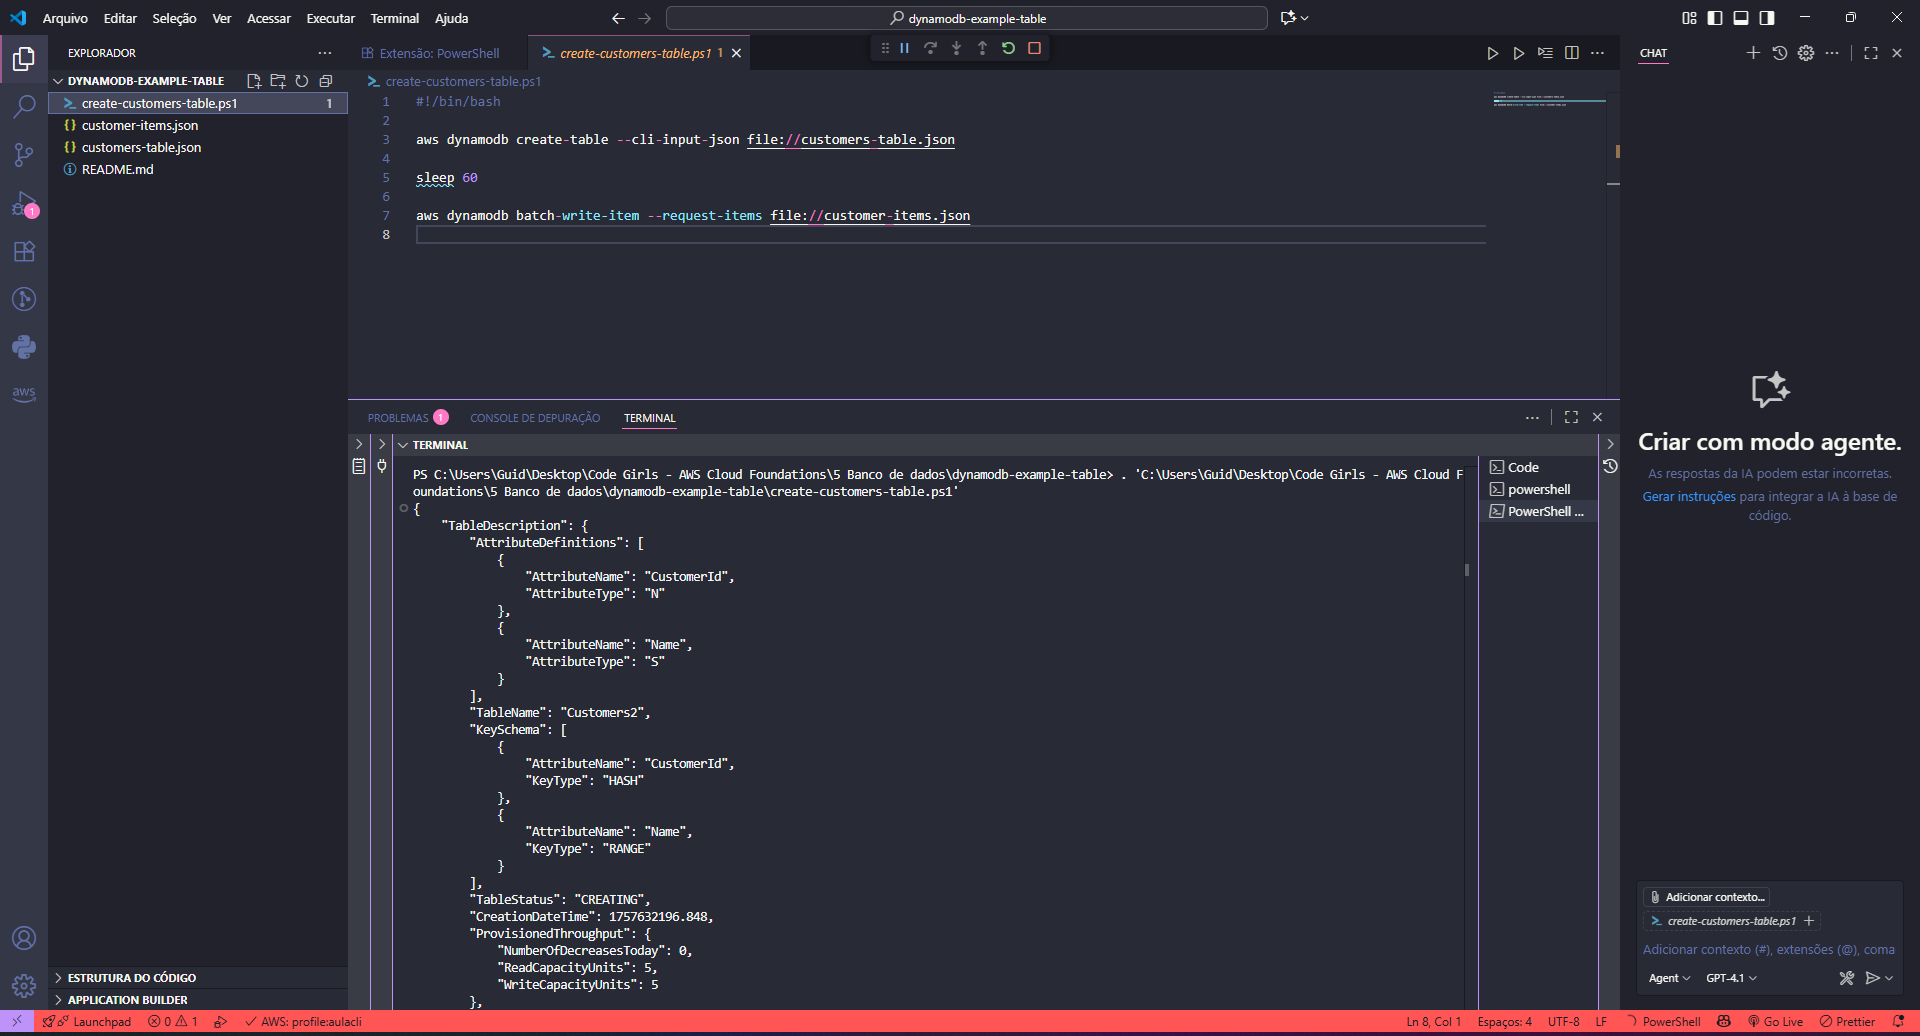 Arquivo Editar Seleção Ver Acessar Executar Terminal Ajuda
dynamodb-example-table
EXPLORADOR
DYNAMODB-EXAMPLE-TABLE
create-customers-table.ps1 1
customer-items.json
customers-table.json
README.md
ESTRUTURA DO CÓDIGO
APPLICATION BUILDER
1
aws
Extensão: PowerShell
create-customers-table.ps1 1
create-customers-table.ps1
1 #!/bin/bash
2
3 aws dynamodb create-table --cli-input-json file://customers-table.json
4
5 sleep 60
6
7 aws dynamodb batch-write-item --request-items file://customer-items.json
8
PROBLEMAS 1 CONSOLE DE DEPURAÇÃO TERMINAL
TERMINAL
PS C:\Users\Guid\Desktop\Code Girls - AWS Cloud Foundations\5 Banco de dados\dynamodb-example-table> . 'C:\Users\Guid\Desktop\Code Girls - AWS Cloud F
oundations\5 Banco de dados\dynamodb-example-table\create-customers-table.ps1'
{
    "TableDescription": {
        "AttributeDefinitions": [
            {
                "AttributeName": "CustomerId",
                "AttributeType": "N"
            },
            {
                "AttributeName": "Name",
                "AttributeType": "S"
            }
        ],
        "TableName": "Customers2",
        "KeySchema": [
            {
                "AttributeName": "CustomerId",
                "KeyType": "HASH"
            },
            {
                "AttributeName": "Name",
                "KeyType": "RANGE"
            }
        ],
        "TableStatus": "CREATING",
        "CreationDateTime": 1757632196.848,
        "ProvisionedThroughput": {
            "NumberOfDecreasesToday": 0,
            "ReadCapacityUnits": 5,
            "WriteCapacityUnits": 5
        },
Code
powershell
PowerShell ...
CHAT
Criar com modo agente.
As respostas da IA podem estar incorretas.
Gerar instruções para integrar a IA à base de
código.
Adicionar contexto...
create-customers-table.ps1
Adicionar contexto (#), extensões (@), coma
Agent GPT-4.1
Launchpad 0 1 AWS: profile:aulacli
Ln 8, Col 1 Espaços: 4 UTF-8 LF PowerShell Go Live Prettier